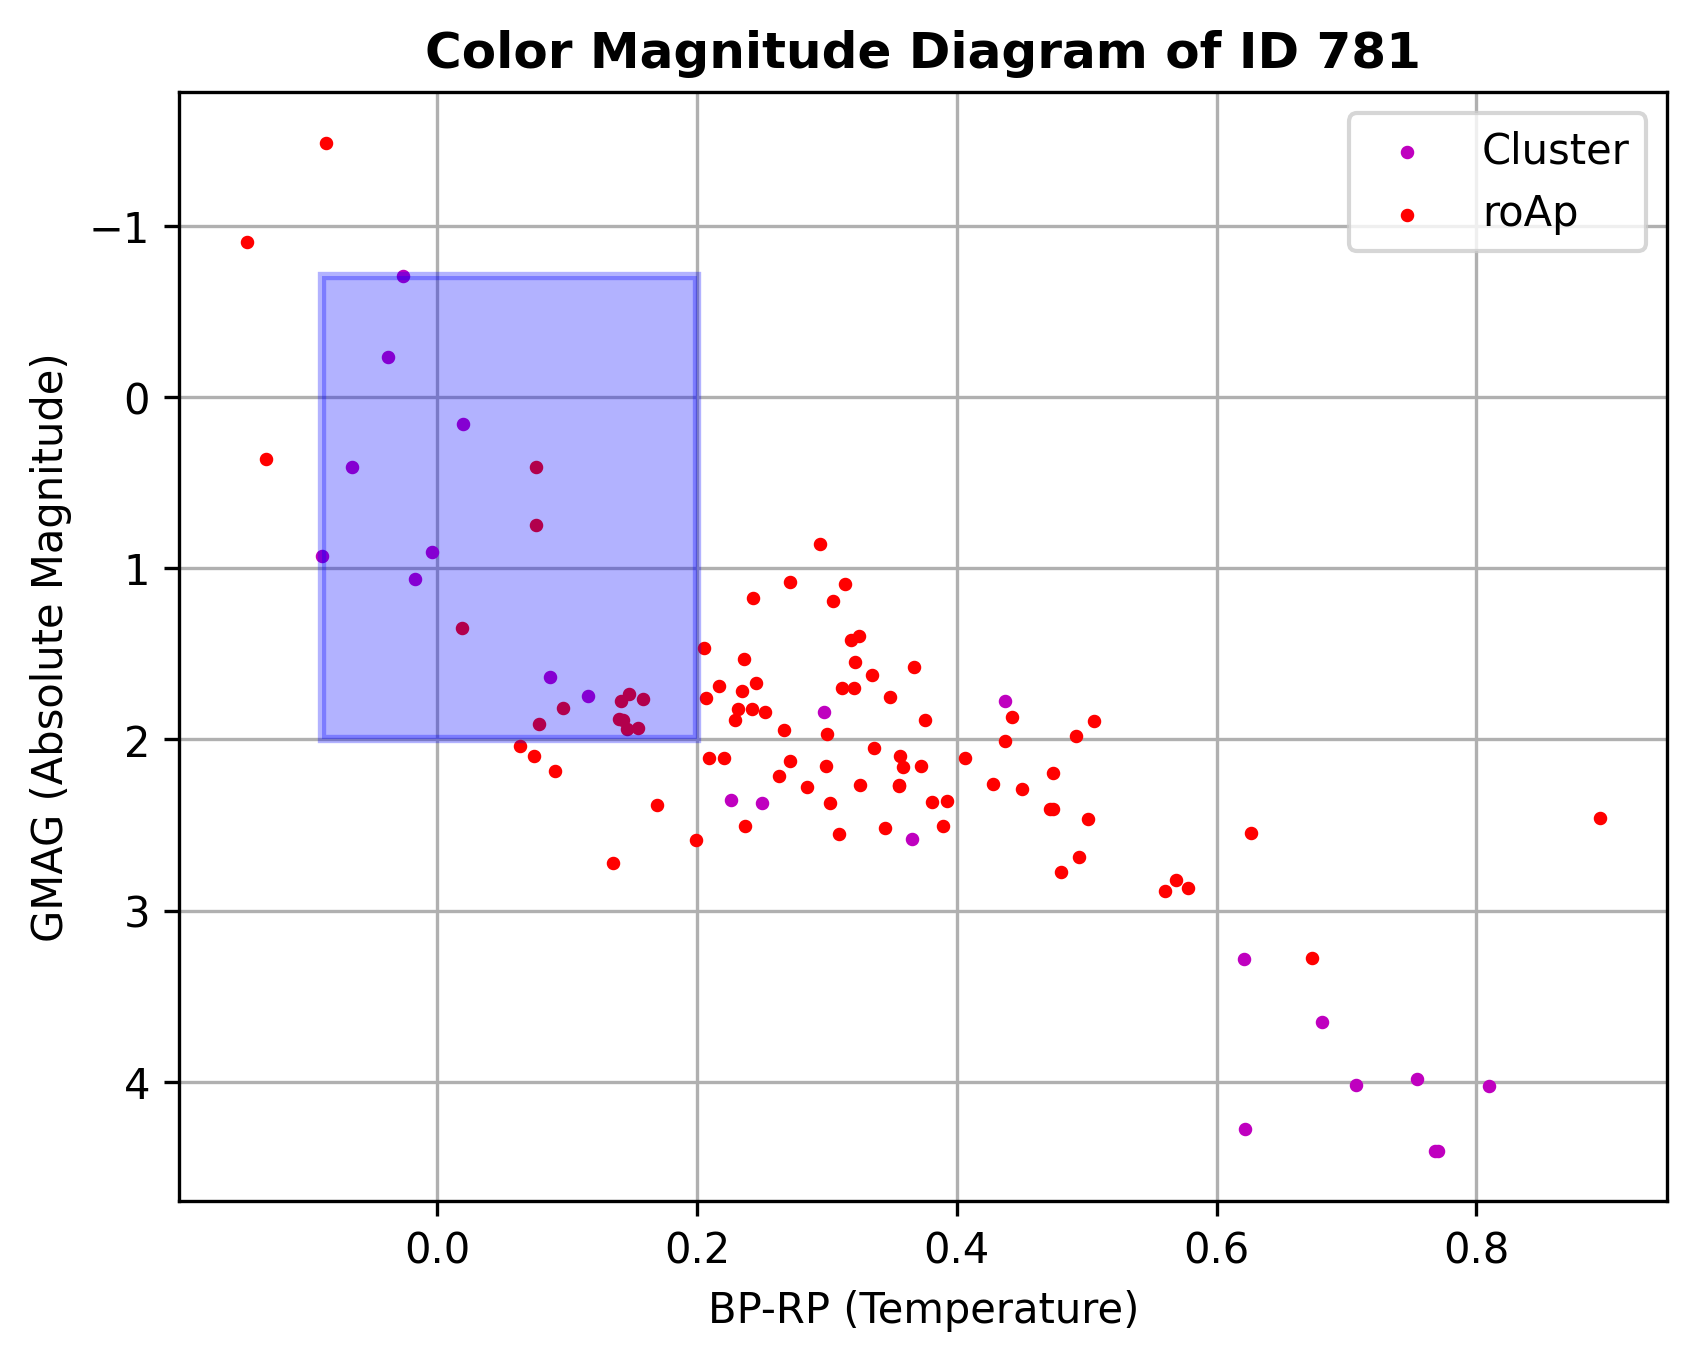 Color Magnitude Diagram of ID 781
Cluster
roAp
GMAG (Absolute Magnitude)
−1
0
1
2
3
4
0.0 0.2 0.4 0.6 0.8
BP-RP (Temperature)